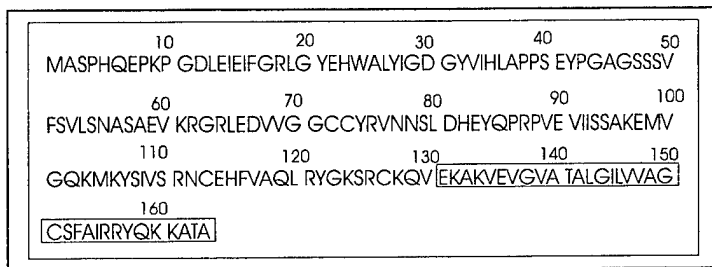 10 20 30 40 50
MASPHQEPKP GDLEIEIFGRLG YEHWALYIGD GYVIHLAPPS EYPGAGSSSV
60 70 80 90 100
FSVLSNASAEV KRGRLEDVVG GCCYRVNNSL DHEYQPRPVE VIISSAKEMV
110 120 130 140 150
GQKMKYSIVS RNCEHFVAQL RYGKSRCKQV EKAKVEVGVA TALGILVVAG
160
CSFAIRRYQK KATA